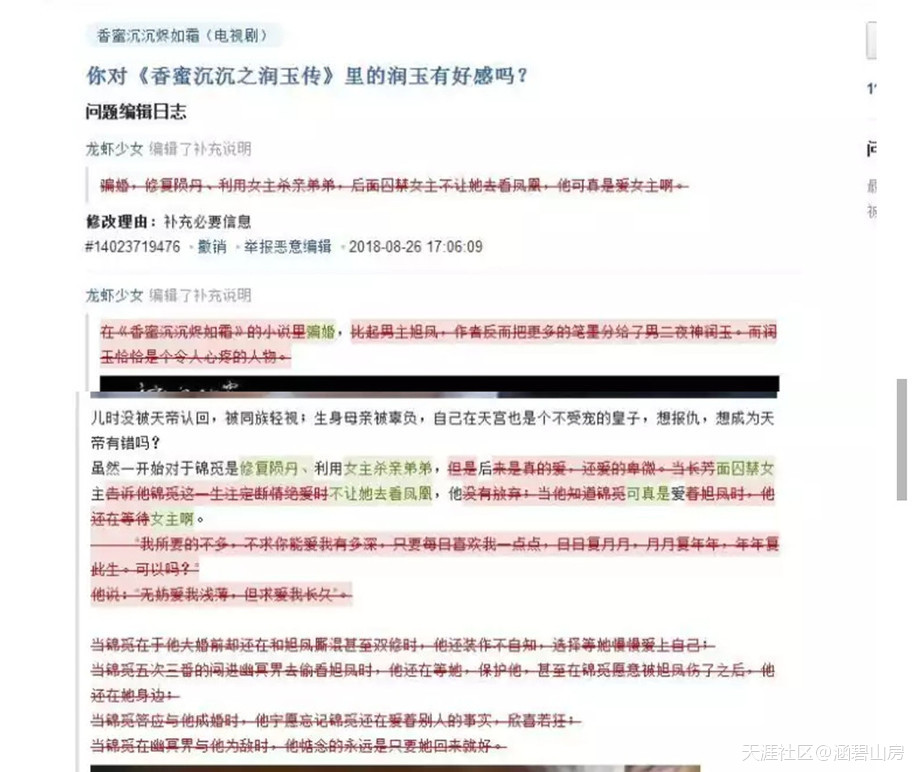 香蜜沉沉烬如霜（电视剧）
你对《香蜜沉沉之润玉传》里的润玉有好感吗？
问题编辑日志
龙虾少女 编辑了补充说明
骗婚，修复陨丹、利用女主杀亲弟弟，后面囚禁女主不让她去看凤凰，他可真是爱女主啊。
修改理由：补充必要信息
#14023719476 • 撤销 • 举报恶意编辑 • 2018-08-26 17:06:09
龙虾少女 编辑了补充说明
在《香蜜沉沉烬如霜》的小说里骗婚，比起男主旭凤，作者反而把更多的笔墨分给了男二夜神润玉。而润
玉恰恰是个令人心疼的人物。
儿时没被天帝认回，被同族轻视；生身母亲被辜负，自己在天宫也是个不受宠的皇子，想报仇，想成为天
帝有错吗？
虽然一开始对于锦觅是修复陨丹、利用女主杀亲弟弟，但是后来是真的爱，还爱的卑微。当长芳面囚禁女
主告诉他锦觅这一生注定断情绝爱时不让她去看凤凰，他没有放弃；当他知道锦觅可真是爱着旭凤时，他
还在等待女主啊。
——“我所要的不多，不求你能爱我有多深，只要每日喜欢我一点点，日日复月月，月月复年年，年年复
此生。可以吗？”
他说：“无妨爱我浅薄，但求爱我长久”。
当锦觅在于他大婚前却还在和旭凤厮混甚至双修时，他还装作不自知，选择等她慢慢爱上自己；
当锦觅五次三番的闯进幽冥界去偷看旭凤时，他还在等她，保护他，甚至在锦觅愿意被旭凤伤了之后，他
还在她身边；
当锦觅答应与他成婚时，他宁愿忘记锦觅还在爱着别人的事实，欣喜若狂；
当锦觅在幽冥界与他为敌时，他惦念的永远是只要她回来就好。
天涯社区@涵碧山房